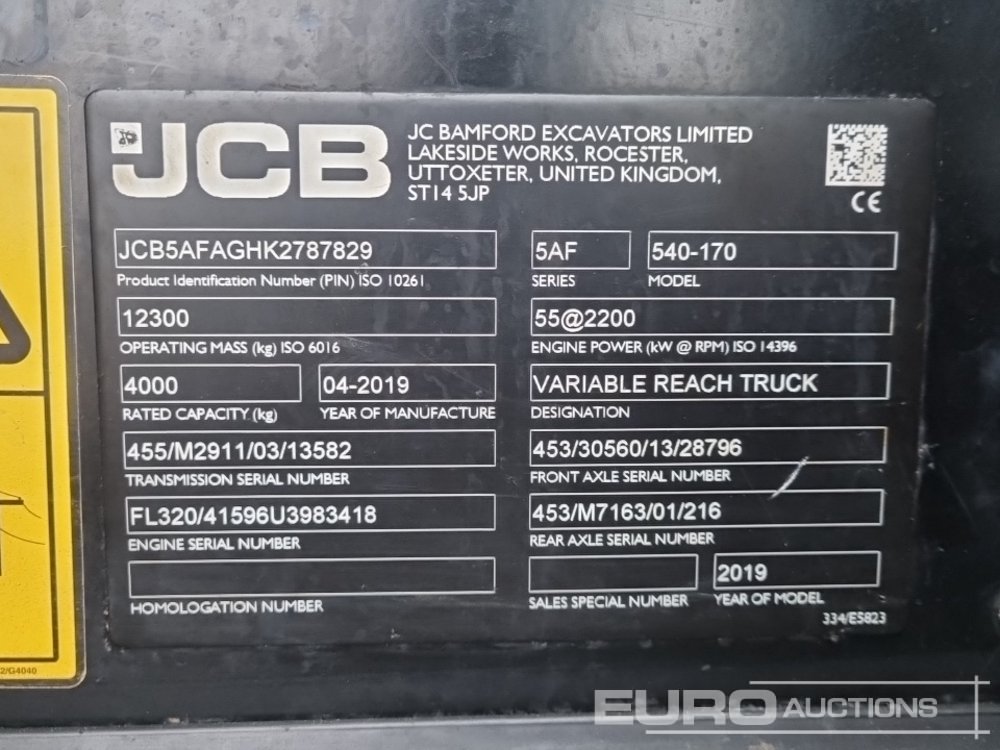 JCB
JC BAMFORD EXCAVATORS LIMITED
LAKESIDE WORKS, ROCESTER,
UTTOXETER, UNITED KINGDOM,
ST14 5JP
CE
JCB5AFAGHK2787829
Product Identification Number (PIN) ISO 10261
5AF
SERIES
540-170
MODEL
12300
OPERATING MASS (kg) ISO 6016
55@2200
ENGINE POWER (kW @ RPM) ISO 14396
4000
RATED CAPACITY (kg)
04-2019
YEAR OF MANUFACTURE
VARIABLE REACH TRUCK
DESIGNATION
455/M2911/03/13582
TRANSMISSION SERIAL NUMBER
453/30560/13/28796
FRONT AXLE SERIAL NUMBER
FL320/41596U3983418
ENGINE SERIAL NUMBER
453/M7163/01/216
REAR AXLE SERIAL NUMBER
HOMOLOGATION NUMBER
SALES SPECIAL NUMBER
2019
YEAR OF MODEL
334/E5823
2/G4040
EURO AUCTIONS